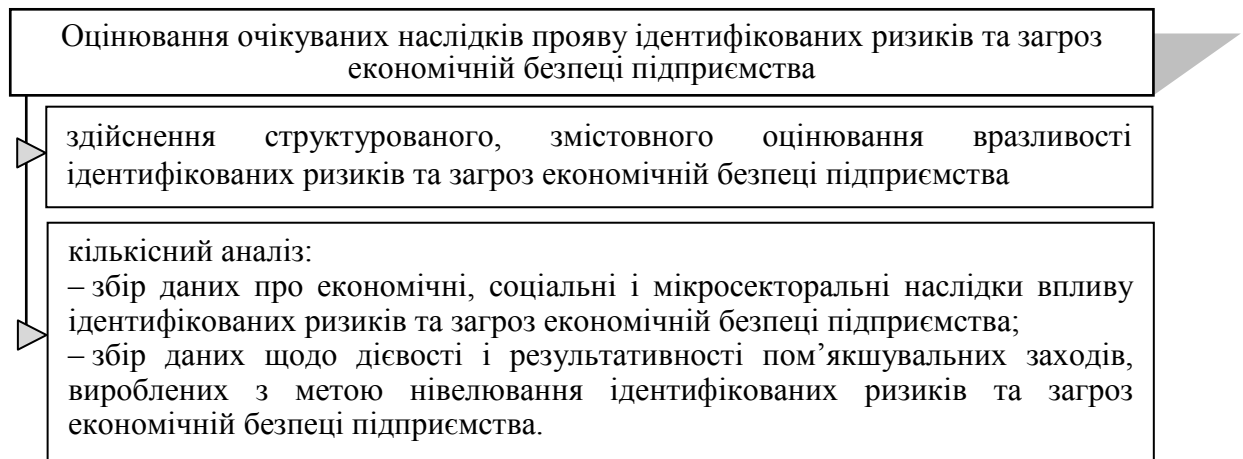 Оцінювання очікуваних наслідків прояву ідентифікованих ризиків та загроз
економічній безпеці підприємства
здійснення структурованого, змістовного оцінювання вразливості
ідентифікованих ризиків та загроз економічній безпеці підприємства
кількісний аналіз:
– збір даних про економічні, соціальні і мікросекторальні наслідки впливу
ідентифікованих ризиків та загроз економічній безпеці підприємства;
– збір даних щодо дієвості і результативності пом’якшувальних заходів,
вироблених з метою нівелювання ідентифікованих ризиків та загроз
економічній безпеці підприємства.